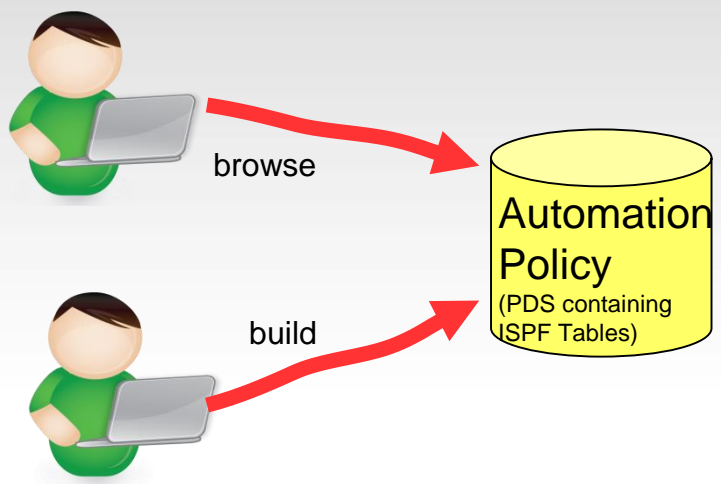 browse
Automation
Policy
(PDS containing
ISPF Tables)
build